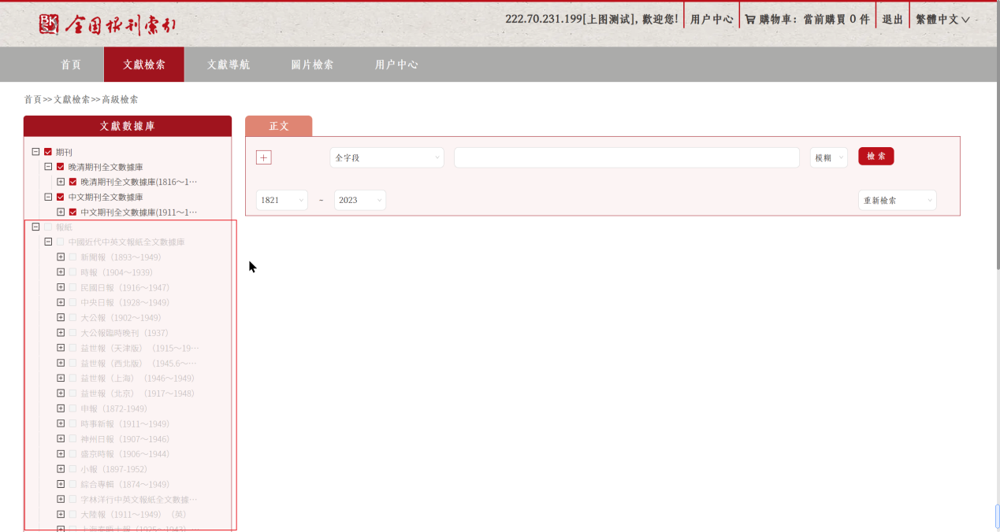 全国报刊索引
222.70.231.199[上图测试], 歡迎您! 用户中心 購物車: 當前購買 0 件 退出 繁體中文
首頁 文獻檢索 文獻導航 圖片檢索 用户中心
首頁>>文獻檢索>>高級檢索
文獻數據庫
正文
期刊
晚清期刊全文數據庫
晚清期刊全文數據庫(1816～1…
中文期刊全文數據庫
中文期刊全文數據庫(1911～1…
全字段 模糊 檢索
1821 ~ 2023 重新檢索
報紙
中國近代中英文報紙全文數據庫
新聞報（1893～1949）
時報（1904～1939）
民國日報（1916～1947）
中央日報（1928～1949）
大公報（1902～1949）
大公報臨時晚刊（1937）
益世報（天津版）（1915～19…
益世報（西北版）（1945.6～…
益世報（上海）（1946～1949）
益世報（北京）（1917～1948）
申報（1872-1949）
時事新報（1911～1949）
神州日報（1907～1946）
盛京時報（1906～1944）
小報（1897-1952）
綜合專輯（1874～1949）
字林洋行中英文報紙全文數據…
大陸報（1911～1949）（英）